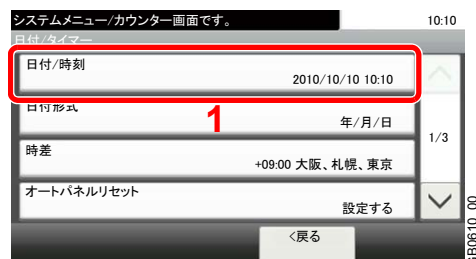 システムメニュー/カウンター画面です。
10:10
日付/タイマー
日付/時刻
2010/10/10 10:10
日付形式
1
年/月/日
1/3
時差
+09:00 大阪、札幌、東京
オートパネルリセット
設定する
<戻る
GB0610_00